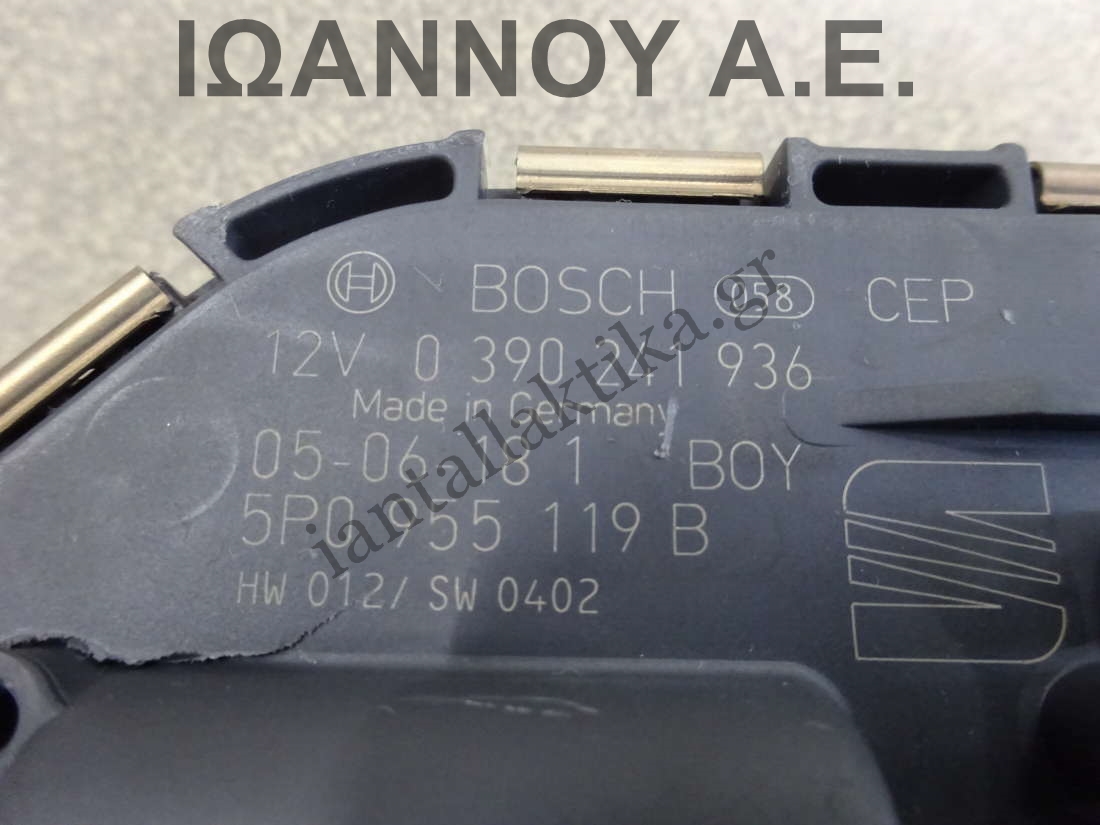 ΙΩΑΝΝΟΥ Α.Ε.
BOSCH 058 CEP
12V 0 390 241 936
Made in Germany
05-06-18 1 BOY
5P0 955 119 B
HW 012/ SW 0402
iantallaktika.gr